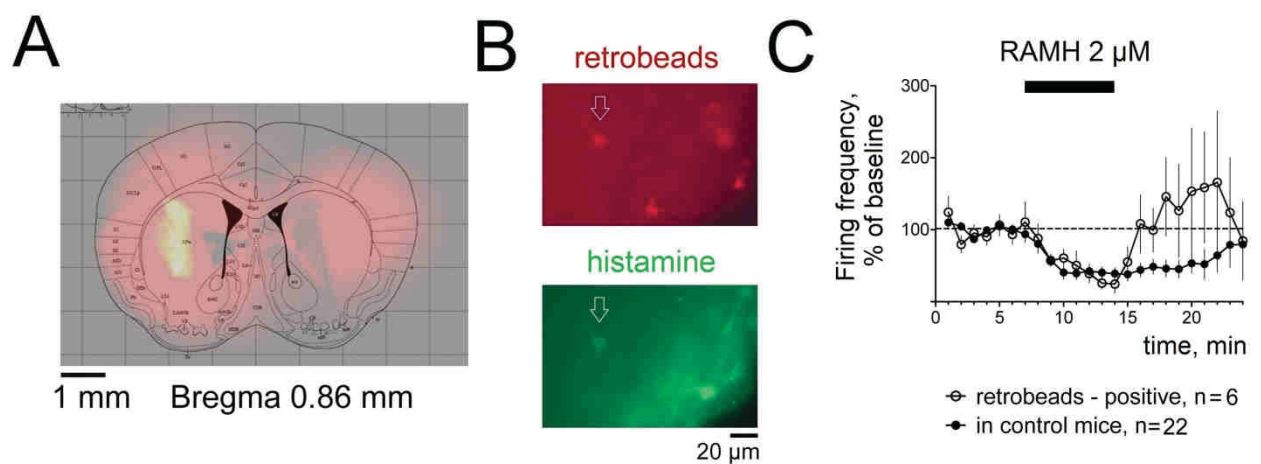 A
1 mm Bregma 0.86 mm
B
retrobeads
histamine
20 µm
C
RAMH 2 µM
Firing frequency,
% of baseline
300
200
100
0 5 10 15 20
time, min
retrobeads - positive, n=6
in control mice, n=22